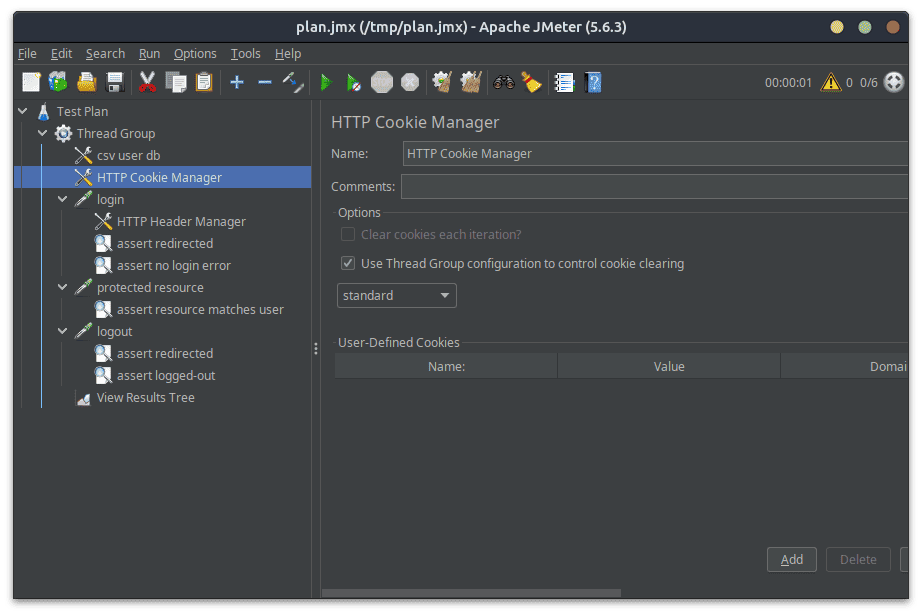 plan.jmx (/tmp/plan.jmx) - Apache JMeter (5.6.3)
File Edit Search Run Options Tools Help
00:00:01 0 0/6
Test Plan
Thread Group
csv user db
HTTP Cookie Manager
login
HTTP Header Manager
assert redirected
assert no login error
protected resource
assert resource matches user
logout
assert redirected
assert logged-out
View Results Tree
HTTP Cookie Manager
Name: HTTP Cookie Manager
Comments:
Options
Clear cookies each iteration?
Use Thread Group configuration to control cookie clearing
standard
User-Defined Cookies
Name: Value Domai
Add Delete